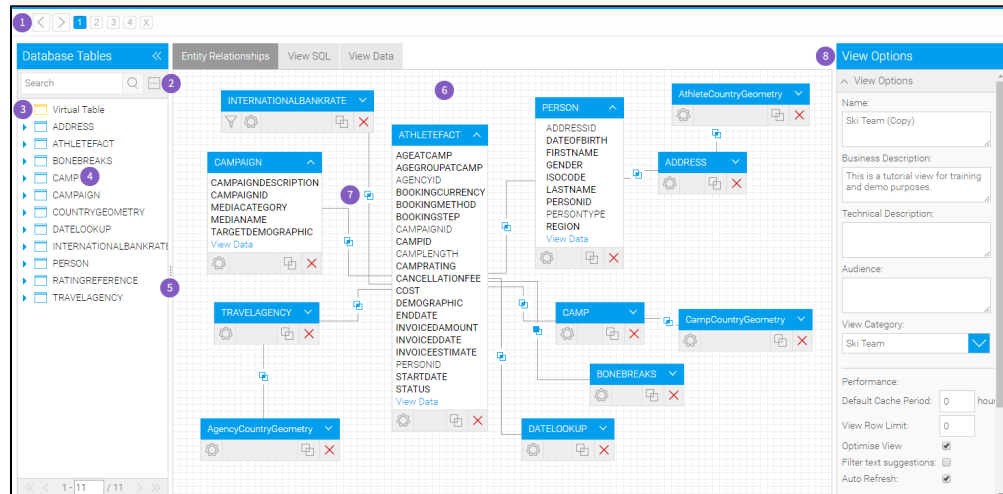 1 1 2 3 4 X
Database Tables
Search
2
3 Virtual Table
ADDRESS
ATHLETEFACT
BONEBREAKS
CAMP 4
CAMPAIGN
COUNTRYGEOMETRY
DATELOOKUP
INTERNATIONALBANKRATE
PERSON
RATINGREFERENCE
TRAVELAGENCY
5
1 - 11 / 11
Entity Relationships View SQL View Data
6
INTERNATIONALBANKRATE
CAMPAIGN
CAMPAIGNDESCRIPTION
CAMPAIGNID
MEDIACATEGORY
MEDIANAME
TARGETDEMOGRAPHIC
View Data
7
TRAVELAGENCY
AgencyCountryGeometry
ATHLETEFACT
AGEATCAMP
AGEGROUPATCAMP
AGENCYID
BOOKINGCURRENCY
BOOKINGMETHOD
BOOKINGSTEP
CAMPAIGNID
CAMPID
CAMPLENGTH
CAMPRATING
CANCELLATIONFEE
COST
DEMOGRAPHIC
ENDDATE
INVOICEDAMOUNT
INVOICEDDATE
INVOICEESTIMATE
PERSONID
STARTDATE
STATUS
View Data
PERSON
ADDRESSID
DATEOFBIRTH
FIRSTNAME
GENDER
ISOCODE
LASTNAME
PERSONID
PERSONTYPE
REGION
View Data
AthleteCountryGeometry
ADDRESS
CAMP
CampCountryGeometry
BONEBREAKS
DATELOOKUP
8 View Options
View Options
Name:
Ski Team (Copy)
Business Description:
This is a tutorial view for training
and demo purposes.
Technical Description:
Audience:
View Category:
Ski Team
Performance:
Default Cache Period: 0 hour
View Row Limit: 0
Optimise View
Filter text suggestions:
Auto Refresh: